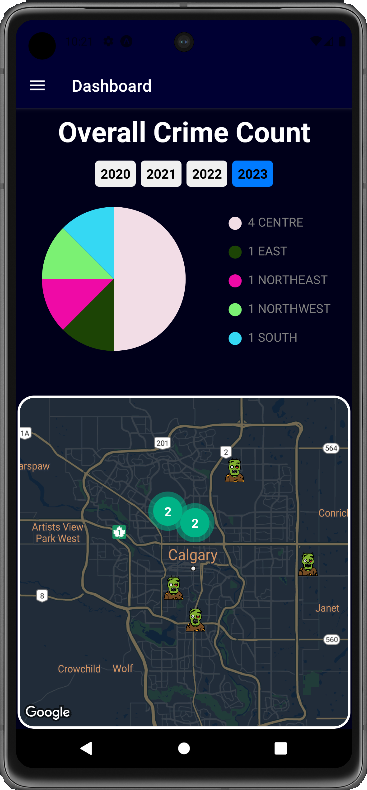 Dashboard
Overall Crime Count
2020 2021 2022 2023
4 CENTRE
1 EAST
1 NORTHEAST
1 NORTHWEST
1 SOUTH
1A
201
2
564
arspaw
2
2
Conrich
Artists View
Park West
1
Calgary
8
Janet
560
Crowchild
Wolf
Google